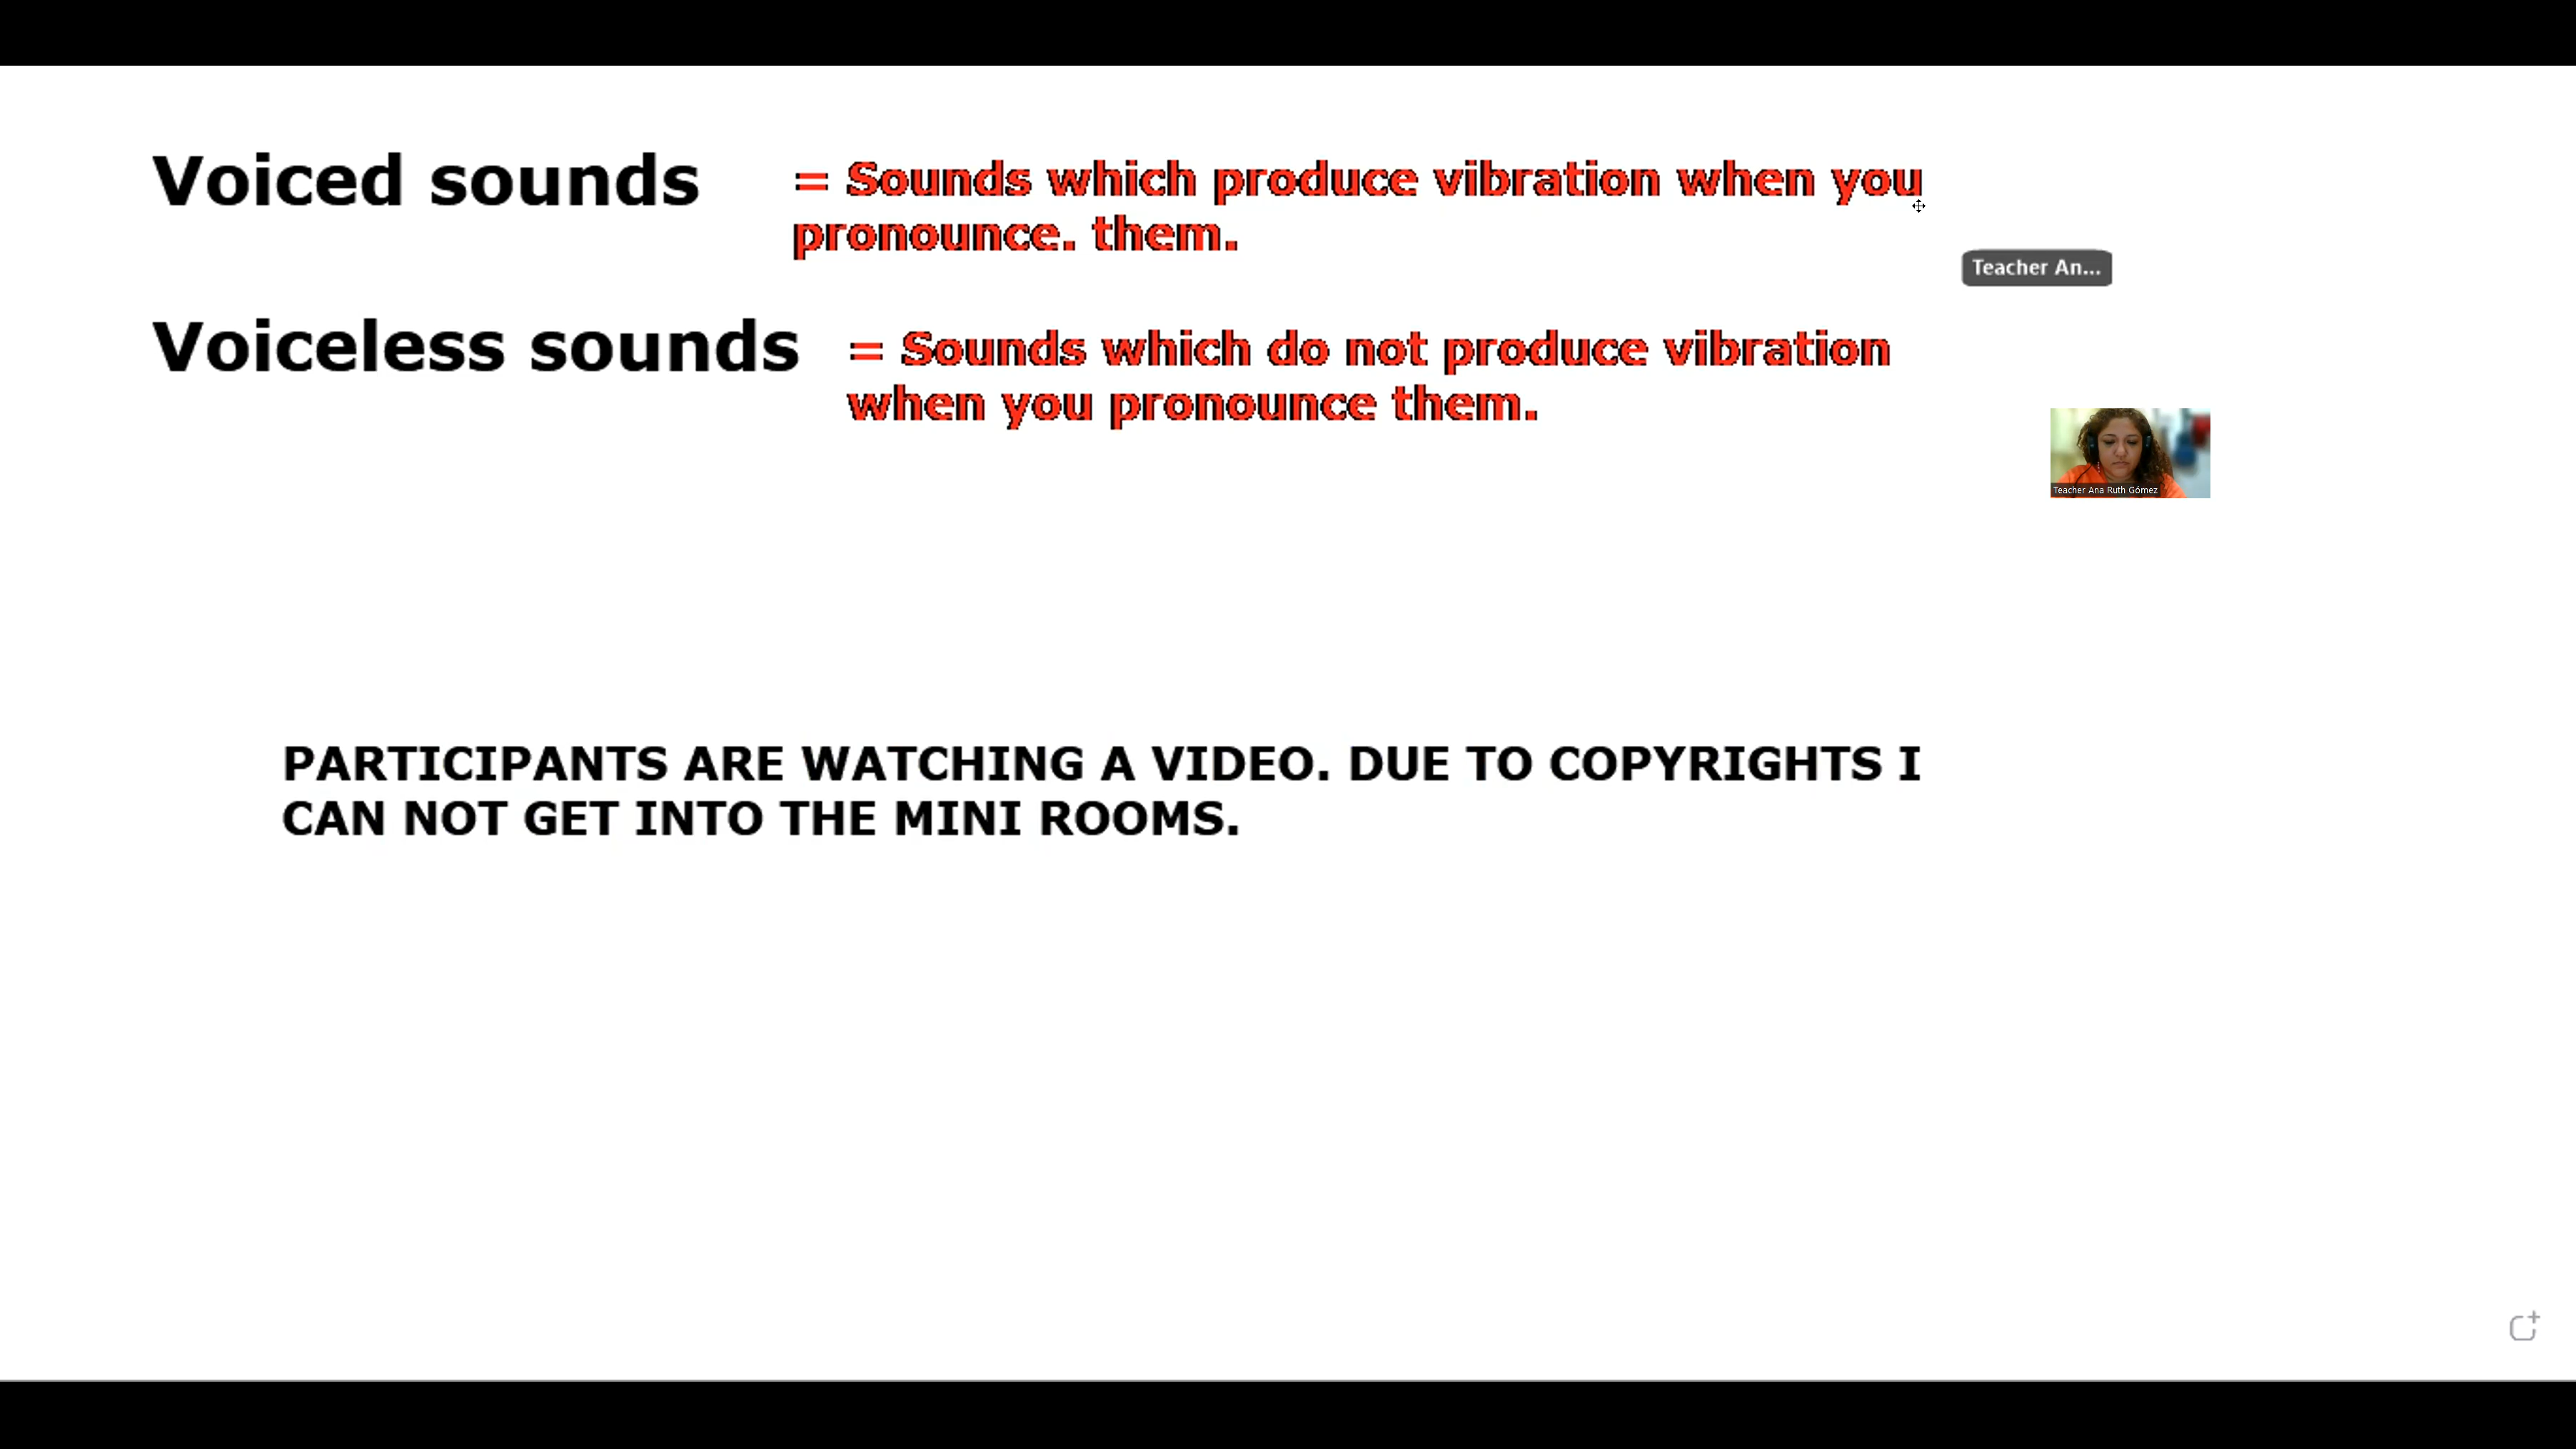 Voiced sounds = Sounds which produce vibration when you
pronounce. them.
Teacher An...
Voiceless sounds = Sounds which do not produce vibration
when you pronounce them.
Teacher Ana Ruth Gómez
PARTICIPANTS ARE WATCHING A VIDEO. DUE TO COPYRIGHTS I
CAN NOT GET INTO THE MINI ROOMS.